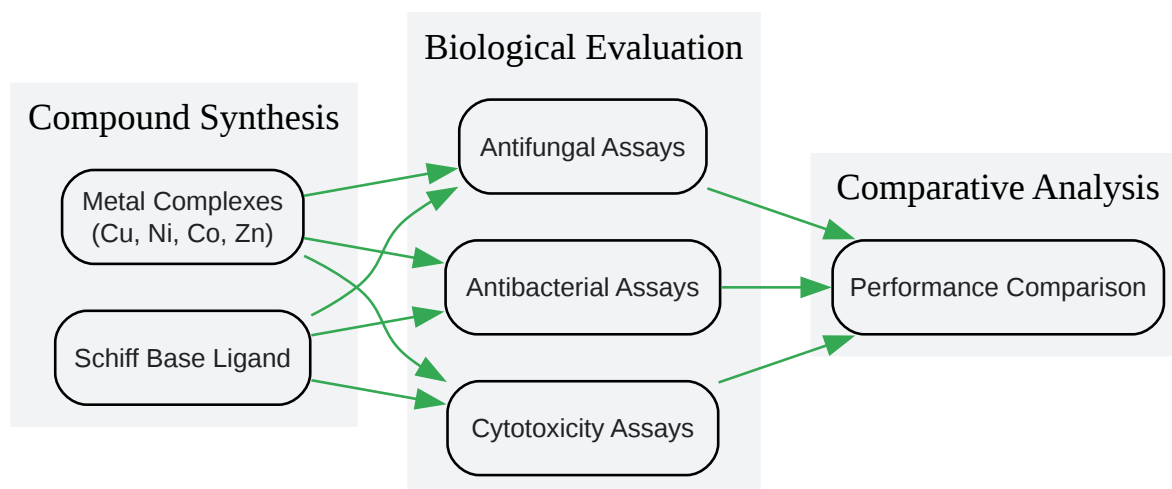 Compound Synthesis
Metal Complexes
(Cu, Ni, Co, Zn)
Schiff Base Ligand
Biological Evaluation
Antifungal Assays
Antibacterial Assays
Cytotoxicity Assays
Comparative Analysis
Performance Comparison